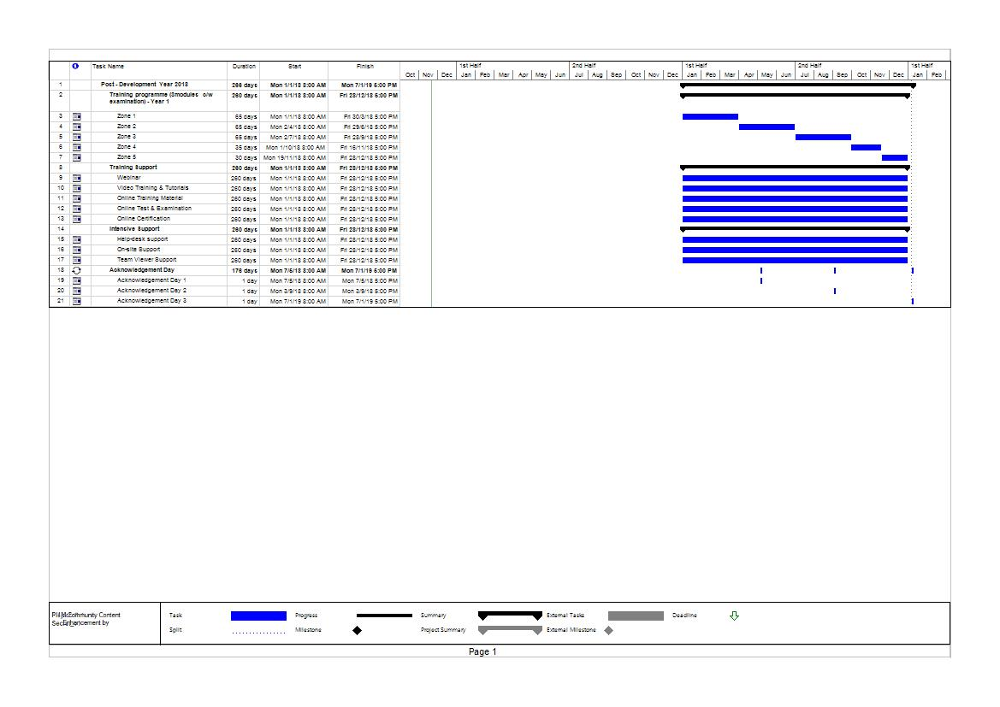 Task Name Duration Start Finish 1st Half 2nd Half 1st Half 2nd Half 1st Half
Oct Nov Dec Jan Feb Mar Apr May Jun Jul Aug Sep Oct Nov Dec Jan Feb Mar Apr May Jun Jul Aug Sep Oct Nov Dec Jan Feb
1 Post - Development Year 2018 266 days Mon 1/1/18 8:00 AM Mon 7/1/19 5:00 PM
2 Training programme (3modules o/w 260 days Mon 1/1/18 8:00 AM Fri 28/12/18 5:00 PM
examination) - Year 1
3 Zone 1 65 days Mon 1/1/18 8:00 AM Fri 30/3/18 5:00 PM
4 Zone 2 65 days Mon 2/4/18 8:00 AM Fri 29/6/18 5:00 PM
5 Zone 3 65 days Mon 2/7/18 8:00 AM Fri 28/9/18 5:00 PM
6 Zone 4 35 days Mon 1/10/18 8:00 AM Fri 16/11/18 5:00 PM
7 Zone 5 30 days Mon 19/11/18 8:00 AM Fri 28/12/18 5:00 PM
8 Training Support 260 days Mon 1/1/18 8:00 AM Fri 28/12/18 5:00 PM
9 Webinar 260 days Mon 1/1/18 8:00 AM Fri 28/12/18 5:00 PM
10 Video Training & Tutorials 260 days Mon 1/1/18 8:00 AM Fri 28/12/18 5:00 PM
11 Online Training Material 260 days Mon 1/1/18 8:00 AM Fri 28/12/18 5:00 PM
12 Online Test & Examination 260 days Mon 1/1/18 8:00 AM Fri 28/12/18 5:00 PM
13 Online Certification 260 days Mon 1/1/18 8:00 AM Fri 28/12/18 5:00 PM
14 Intensive Support 260 days Mon 1/1/18 8:00 AM Fri 28/12/18 5:00 PM
15 Help-desk support 260 days Mon 1/1/18 8:00 AM Fri 28/12/18 5:00 PM
16 On-site Support 260 days Mon 1/1/18 8:00 AM Fri 28/12/18 5:00 PM
17 Team Viewer Support 260 days Mon 1/1/18 8:00 AM Fri 28/12/18 5:00 PM
18 Acknowledgement Day 176 days Mon 7/5/18 8:00 AM Mon 7/1/19 5:00 PM
19 Acknowledgement Day 1 1 day Mon 7/5/18 8:00 AM Mon 7/5/18 5:00 PM
20 Acknowledgement Day 2 1 day Mon 3/9/18 8:00 AM Mon 3/9/18 5:00 PM
21 Acknowledgement Day 3 1 day Mon 7/1/19 8:00 AM Mon 7/1/19 5:00 PM
Community Content
Enhancement by
Task Progress Summary External Tasks Deadline
Split Milestone Project Summary External Milestone
Page 1